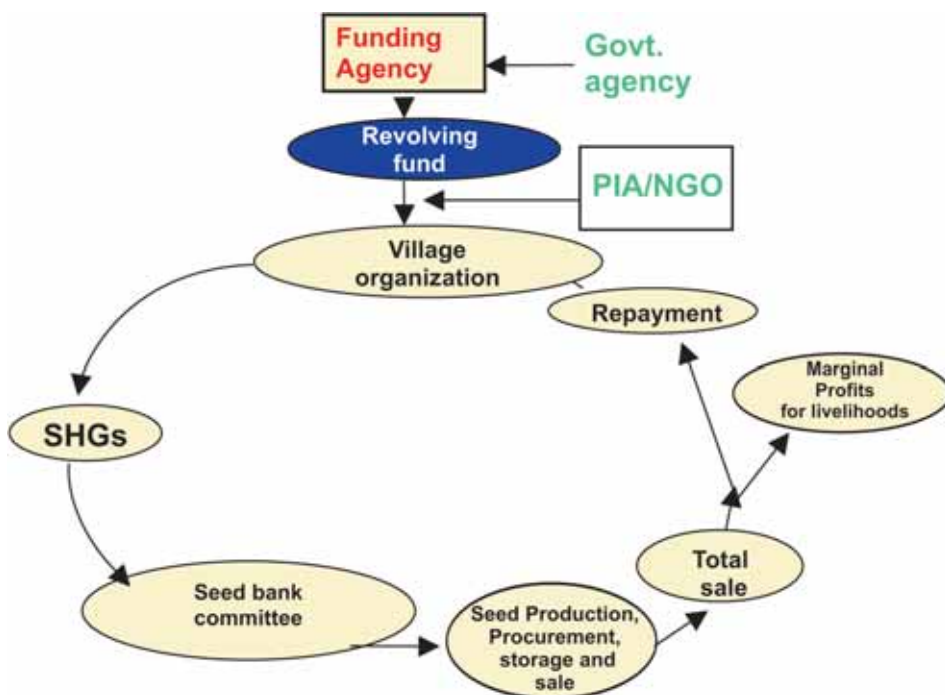 Funding
Agency
Govt.
agency
Revolving
fund
PIA/NGO
Village
organization
Repayment
Marginal
Profits
for livelihoods
SHGs
Total
sale
Seed bank
committee
Seed Production,
Procurement,
storage and
sale